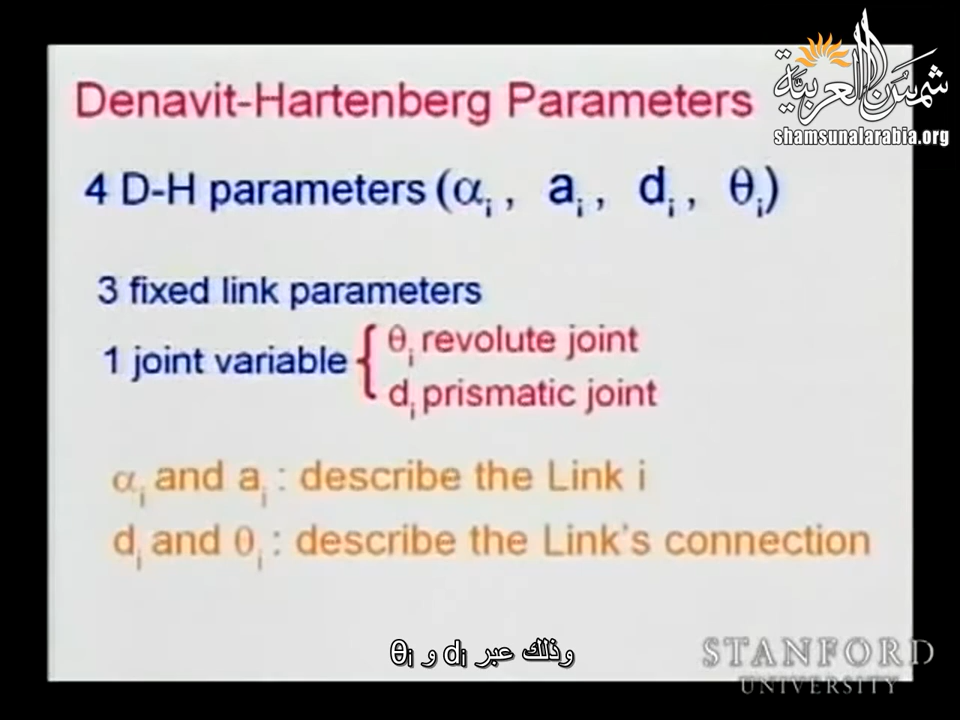 شمس العربية
shamsunalarabia.org
Denavit-Hartenberg Parameters
4 D-H parameters (αᵢ, aᵢ, dᵢ, θᵢ)
3 fixed link parameters
1 joint variable { θᵢ revolute joint
dᵢ prismatic joint
αᵢ and aᵢ : describe the Link i
dᵢ and θᵢ : describe the Link's connection
وذلك عبر dᵢ و θᵢ
STANFORD
UNIVERSITY